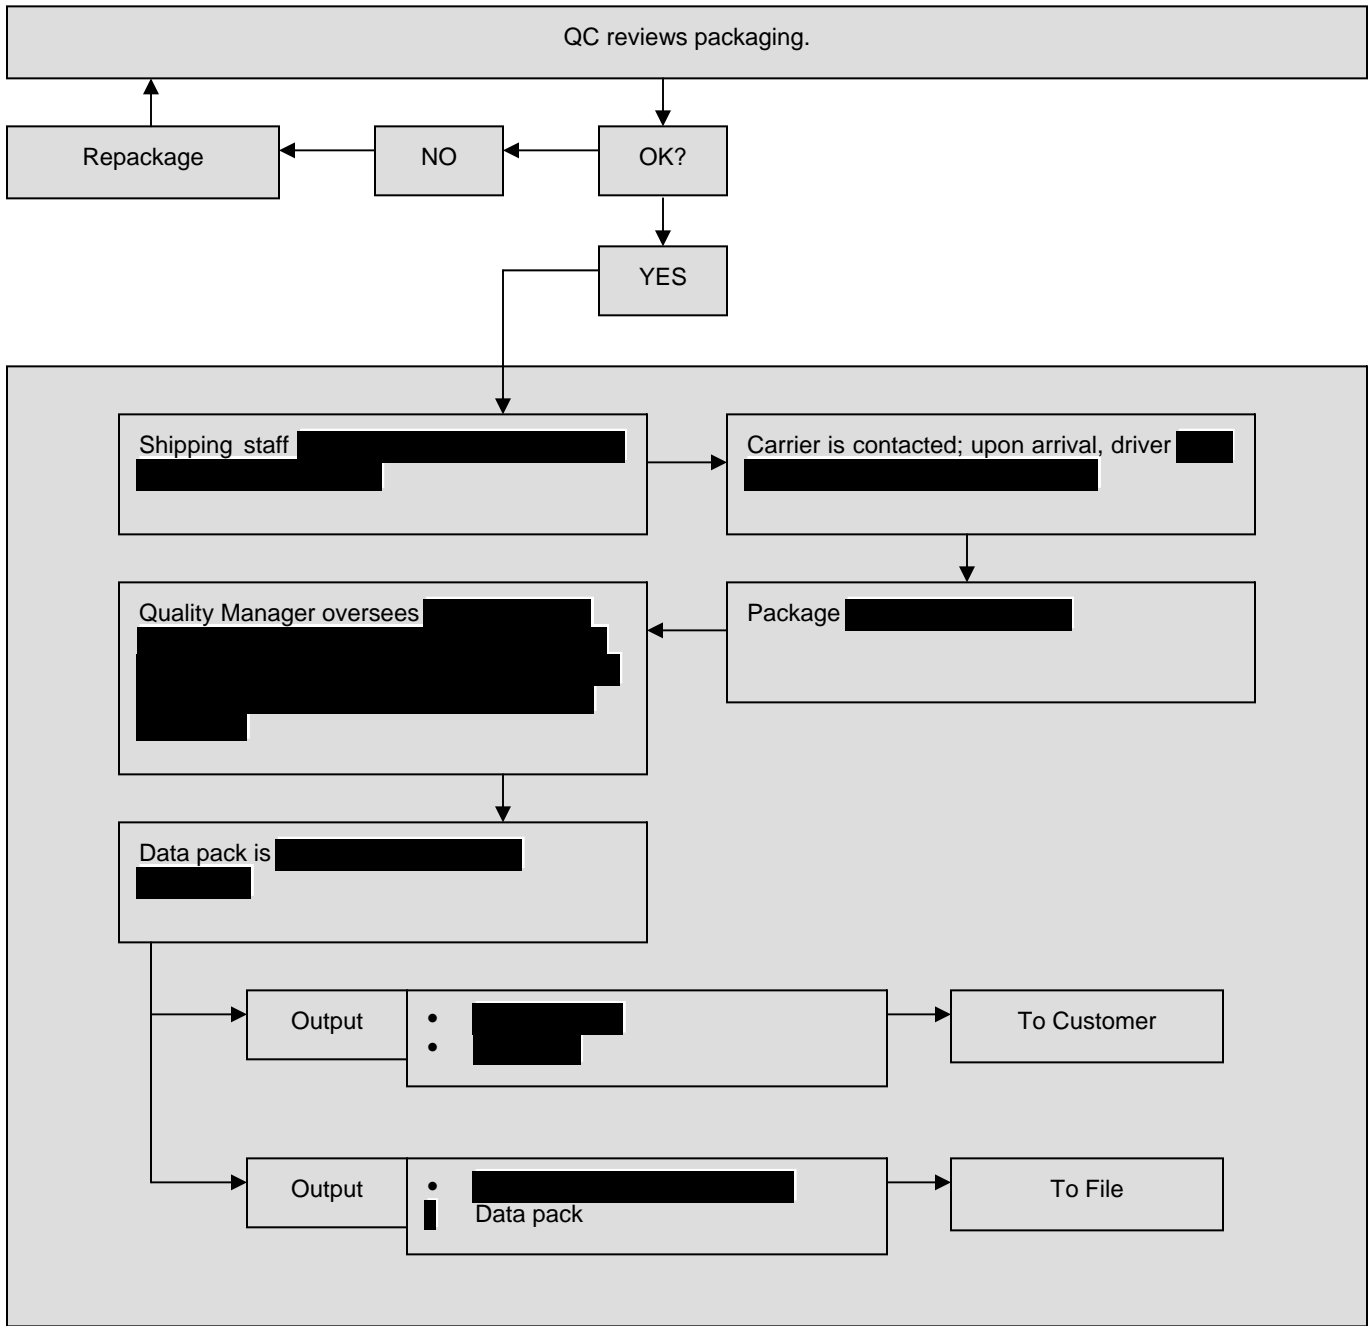 QC reviews packaging.
Repackage
NO
OK?
YES
Shipping staff
Carrier is contacted; upon arrival, driver
Quality Manager oversees
Package
Data pack is
Output
•
•
To Customer
Output
•
Data pack
To File